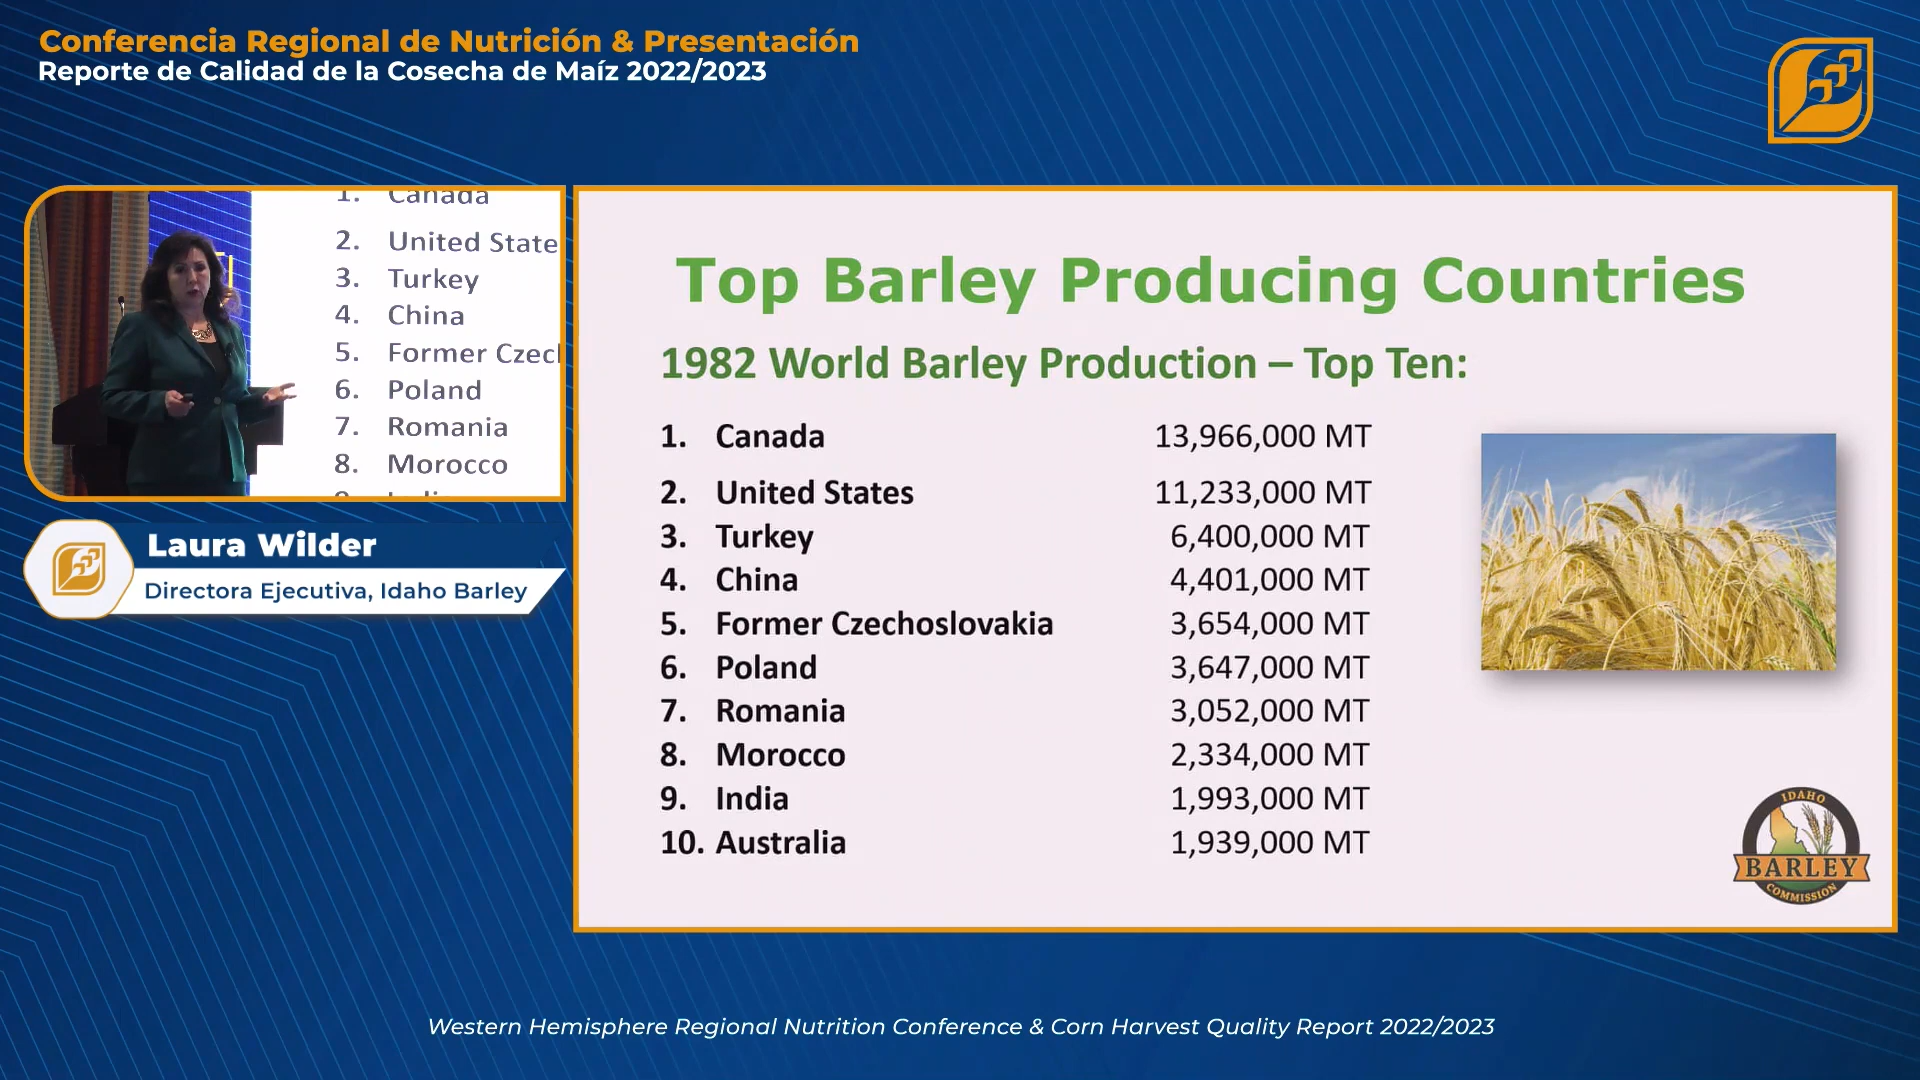 Conferencia Regional de Nutrición & Presentación
Reporte de Calidad de la Cosecha de Maíz 2022/2023
1. Canada
2. United State
3. Turkey
4. China
5. Former Czech
6. Poland
7. Romania
8. Morocco
Laura Wilder
Directora Ejecutiva, Idaho Barley
Top Barley Producing Countries
1982 World Barley Production – Top Ten:
1. Canada 13,966,000 MT
2. United States 11,233,000 MT
3. Turkey 6,400,000 MT
4. China 4,401,000 MT
5. Former Czechoslovakia 3,654,000 MT
6. Poland 3,647,000 MT
7. Romania 3,052,000 MT
8. Morocco 2,334,000 MT
9. India 1,993,000 MT
10. Australia 1,939,000 MT
IDAHO
BARLEY
COMMISSION
Western Hemisphere Regional Nutrition Conference & Corn Harvest Quality Report 2022/2023